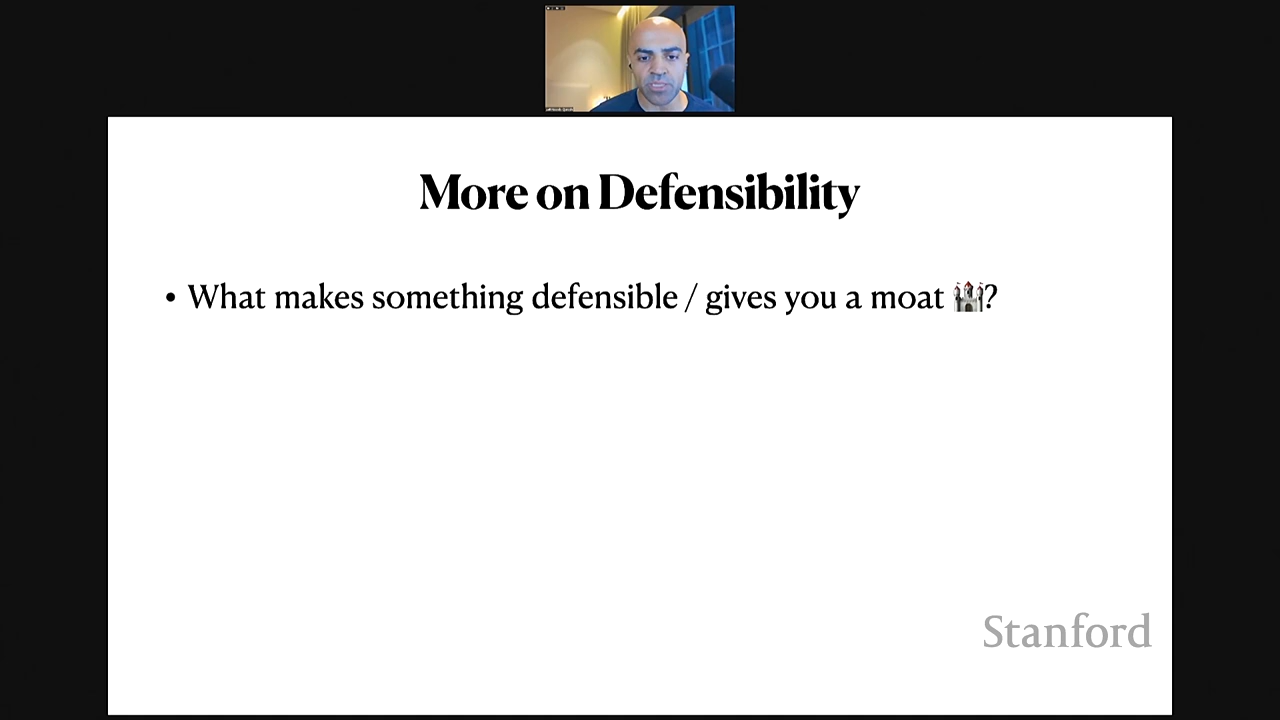 More on Defensibility
• What makes something defensible / gives you a moat 🏰?
Stanford